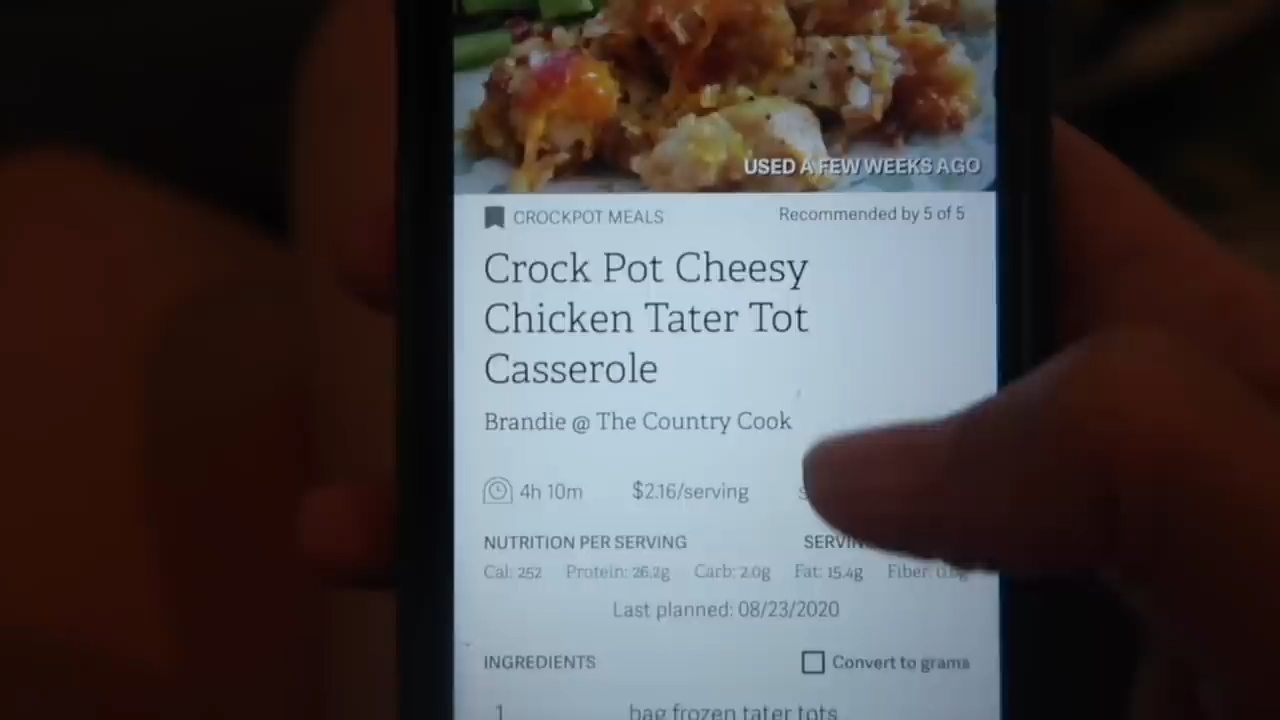 USED A FEW WEEKS AGO
CROCKPOT MEALS
Recommended by 5 of 5
Crock Pot Cheesy
Chicken Tater Tot
Casserole
Brandie @ The Country Cook
4h 10m $2.16/serving
NUTRITION PER SERVING
Cal: 252 Protein: 26.2g Carb: 2.0g Fat: 15.4g Fiber:
Last planned: 08/23/2020
INGREDIENTS
Convert to grams
1 bag frozen tater tots